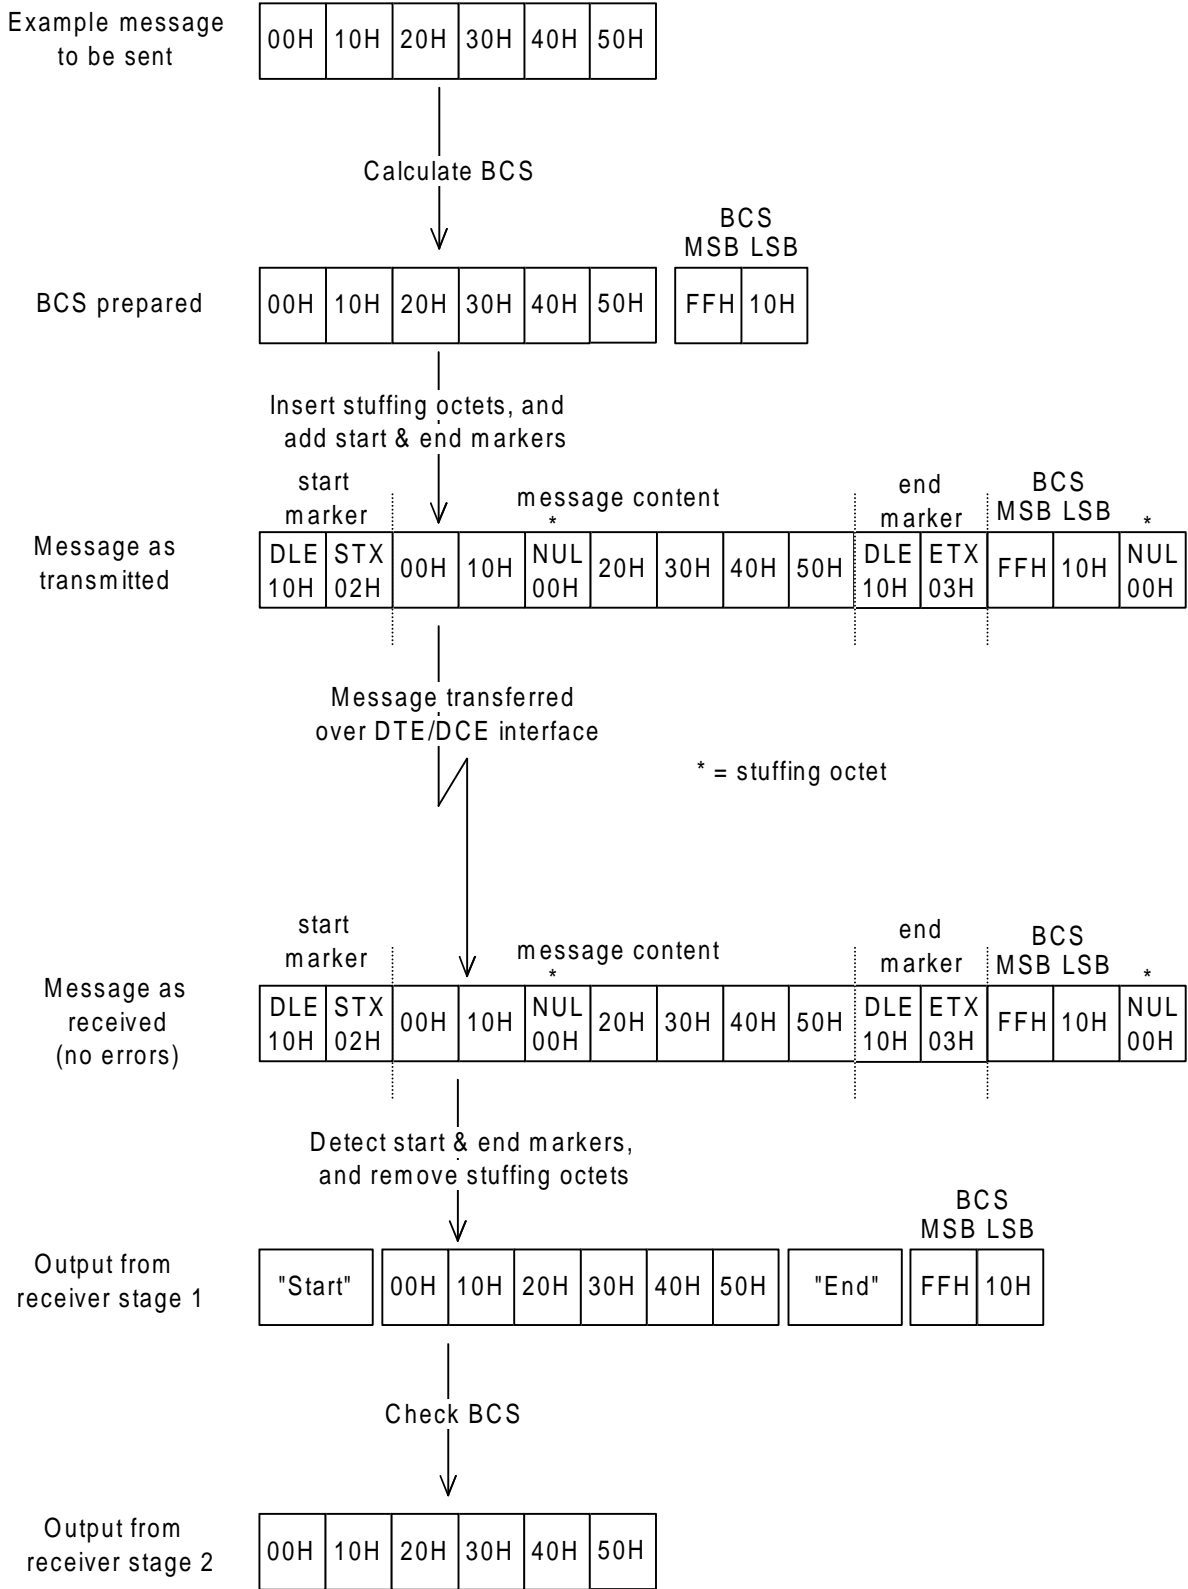 Example message
to be sent
00H 10H 20H 30H 40H 50H
Calculate BCS
BCS
MSB LSB
BCS prepared
00H 10H 20H 30H 40H 50H FFH 10H
Insert stuffing octets, and
add start & end markers
start
marker
message content
*
end
marker
BCS
MSB LSB
*
Message as
transmitted
DLE STX 00H 10H NUL 20H 30H 40H 50H DLE ETX FFH 10H NUL
10H 02H 00H 10H 03H 00H
Message transferred
over DTE/DCE interface
* = stuffing octet
start
marker
message content
*
end
marker
BCS
MSB LSB
*
Message as
received
(no errors)
DLE STX 00H 10H NUL 20H 30H 40H 50H DLE ETX FFH 10H NUL
10H 02H 00H 10H 03H 00H
Detect start & end markers,
and remove stuffing octets
BCS
MSB LSB
Output from
receiver stage 1
"Start" 00H 10H 20H 30H 40H 50H "End" FFH 10H
Check BCS
Output from
receiver stage 2
00H 10H 20H 30H 40H 50H